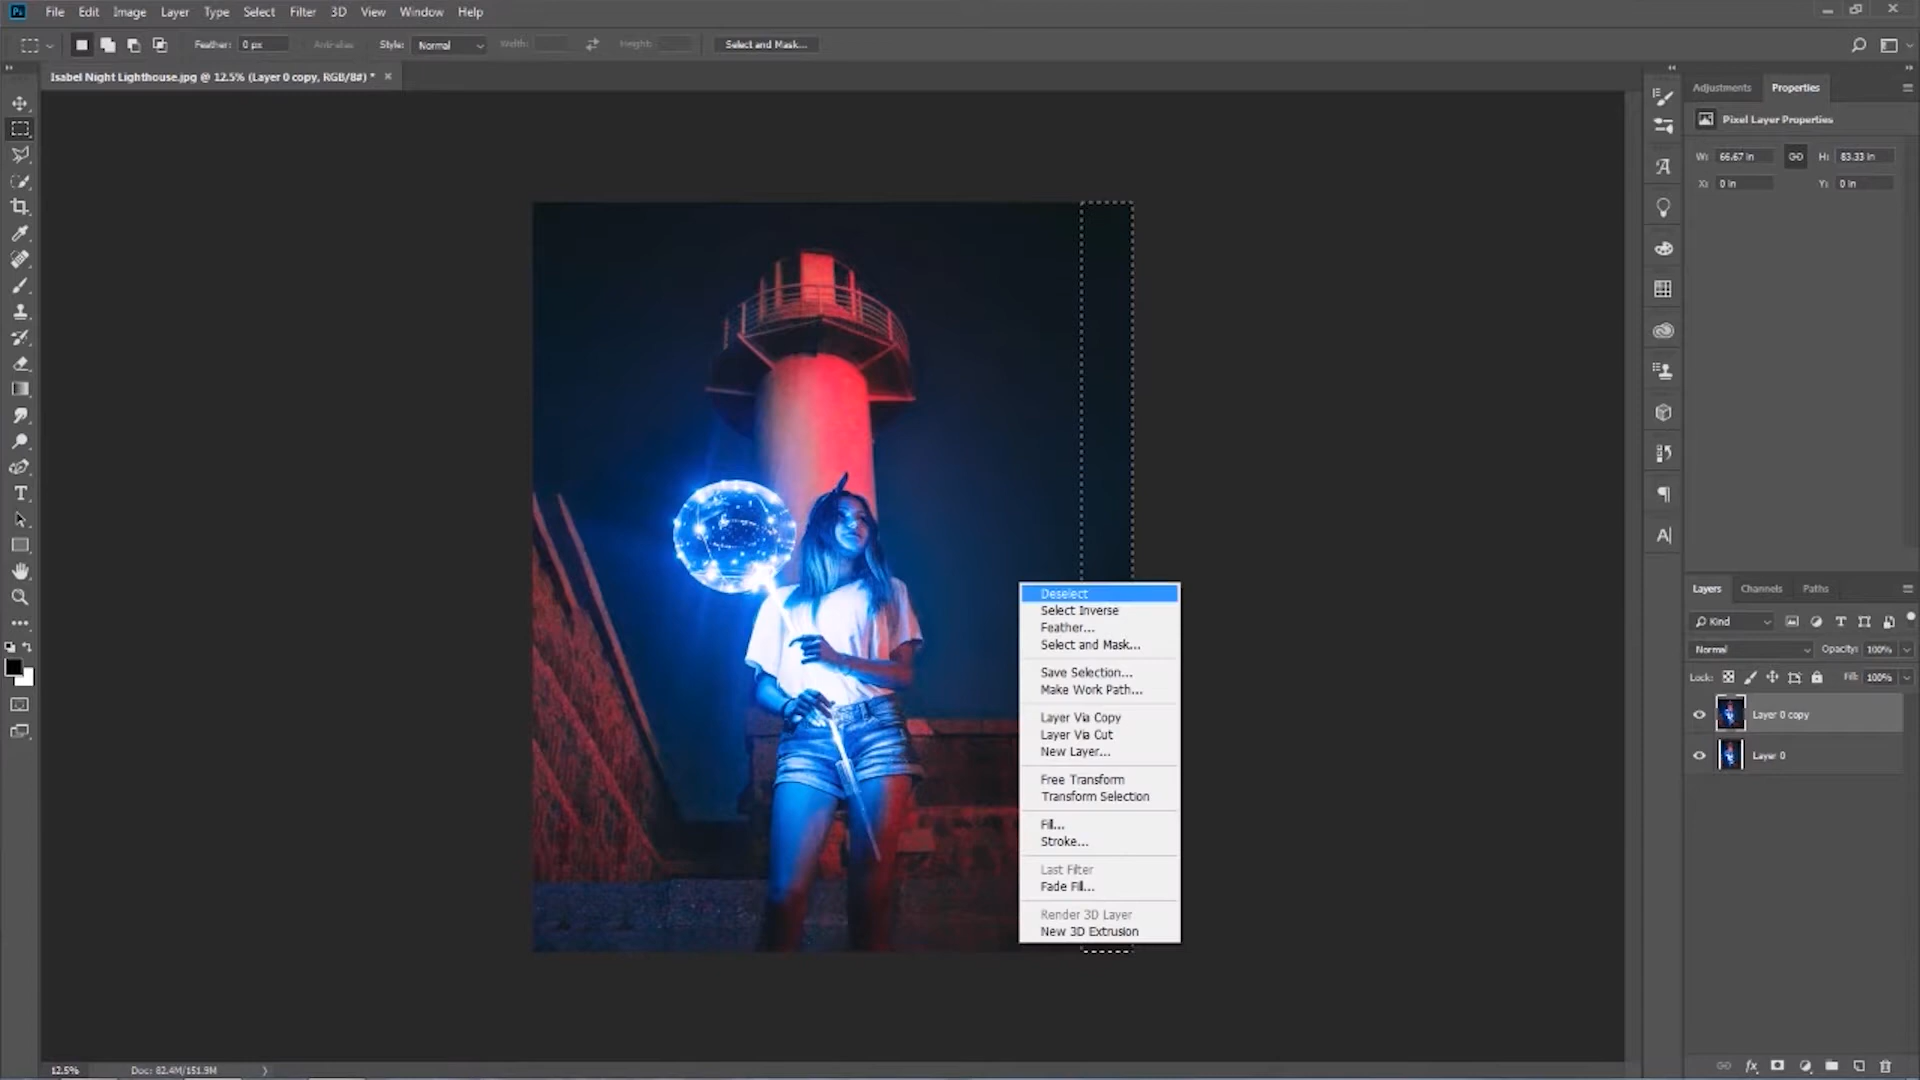 Ps File Edit Image Layer Type Select Filter 3D View Window Help
Feather: 0 px Anti-alias Style: Normal Width: Height: Select and Mask...
Isabel Night Lighthouse.jpg @ 12.5% (Layer 0 copy, RGB/8#) * ×
Adjustments Properties
Pixel Layer Properties
W: 66.67 in H: 83.33 in
X: 0 in Y: 0 in
Deselect
Select Inverse
Feather...
Select and Mask...
Save Selection...
Make Work Path...
Layer Via Copy
Layer Via Cut
New Layer...
Free Transform
Transform Selection
Fill...
Stroke...
Last Filter
Fade Fill...
Render 3D Layer
New 3D Extrusion
Layers Channels Paths
Kind
Normal Opacity: 100%
Lock: Fill: 100%
Layer 0 copy
Layer 0
12.5% Doc: 82.4M/151.9M